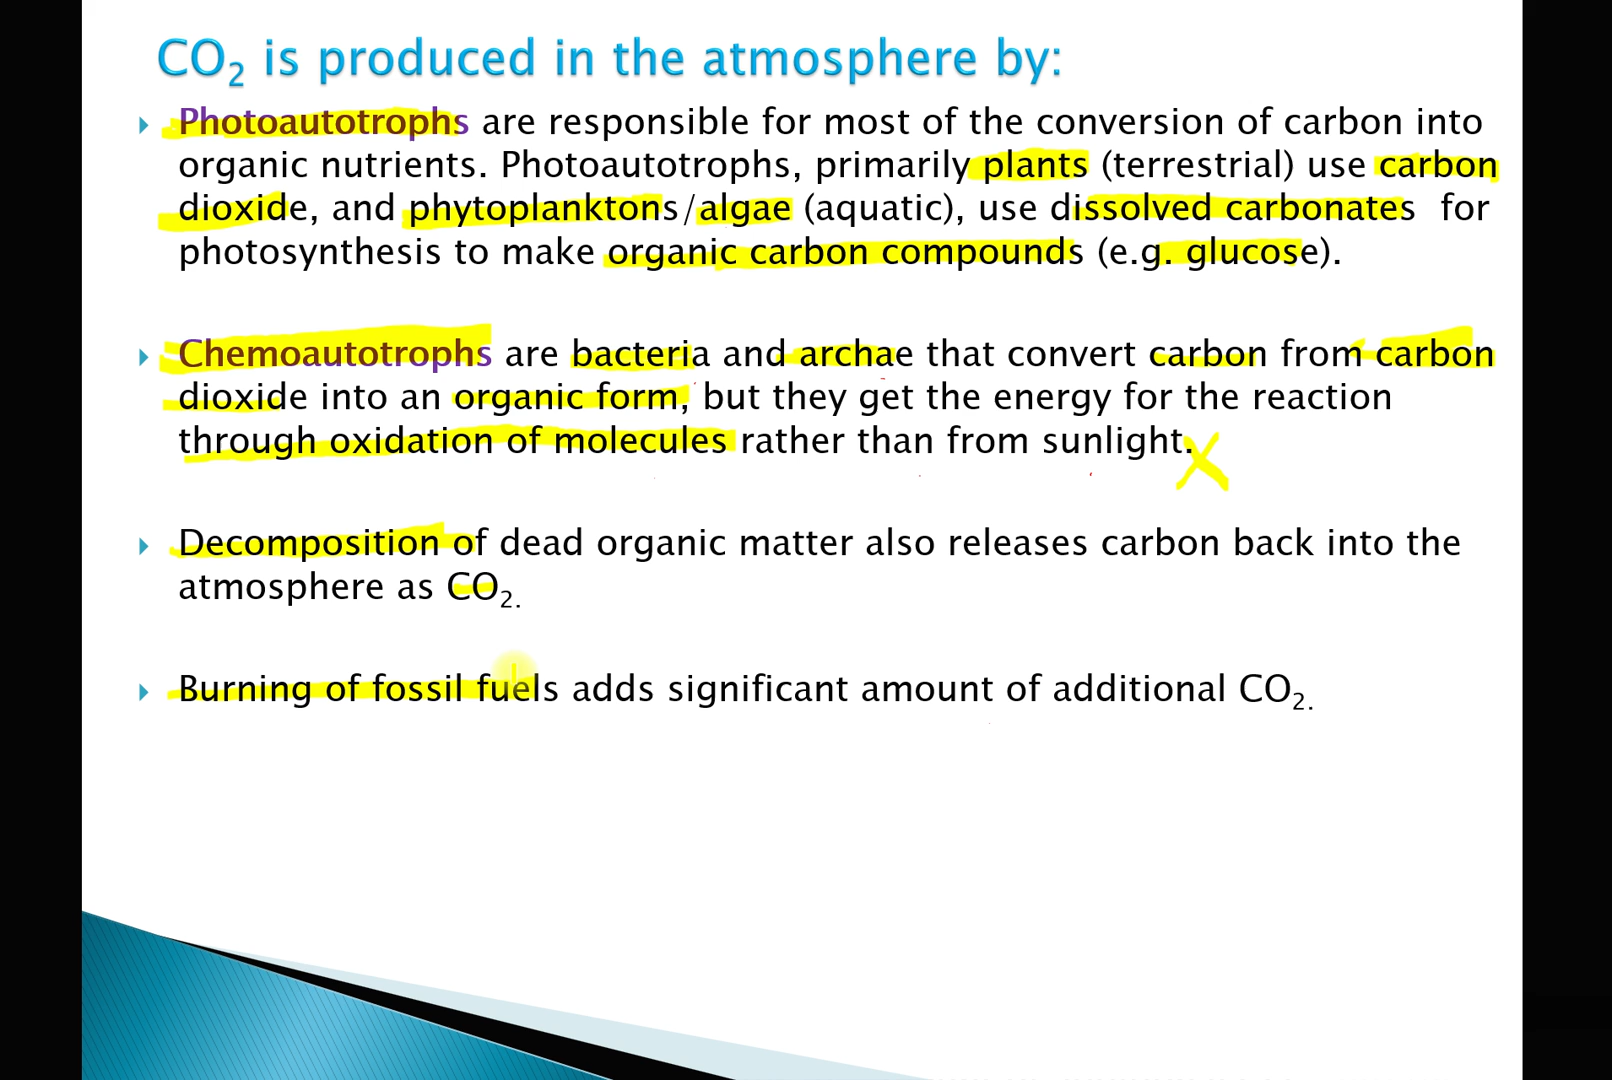 CO₂ is produced in the atmosphere by:
Photoautotrophs are responsible for most of the conversion of carbon into
organic nutrients. Photoautotrophs, primarily plants (terrestrial) use carbon
dioxide, and phytoplanktons/algae (aquatic), use dissolved carbonates for
photosynthesis to make organic carbon compounds (e.g. glucose).
Chemoautotrophs are bacteria and archae that convert carbon from carbon
dioxide into an organic form, but they get the energy for the reaction
through oxidation of molecules rather than from sunlight.
Decomposition of dead organic matter also releases carbon back into the
atmosphere as CO₂.
Burning of fossil fuels adds significant amount of additional CO₂.